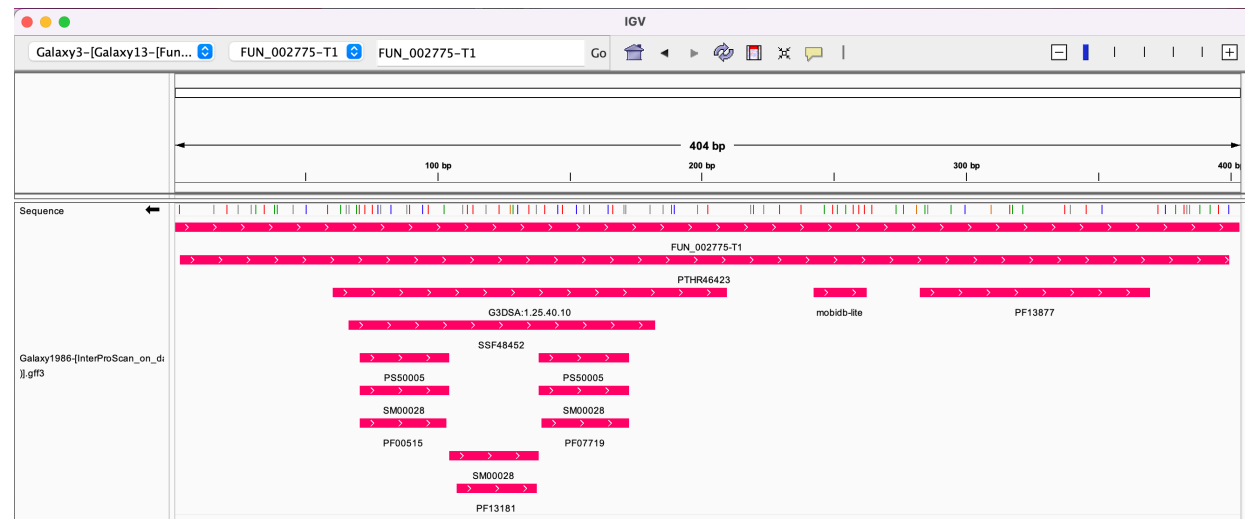 IGV
Galaxy3-[Galaxy13-[Fun... FUN_002775-T1 FUN_002775-T1 Go
404 bp
100 bp 200 bp 300 bp 400 b
Sequence
FUN_002775-T1
PTHR46423
G3DSA:1.25.40.10 mobidb-lite PF13877
SSF48452
Galaxy1986-[InterProScan_on_da
)].gff3
PS50005 PS50005
SM00028 SM00028
PF00515 PF07719
SM00028
PF13181